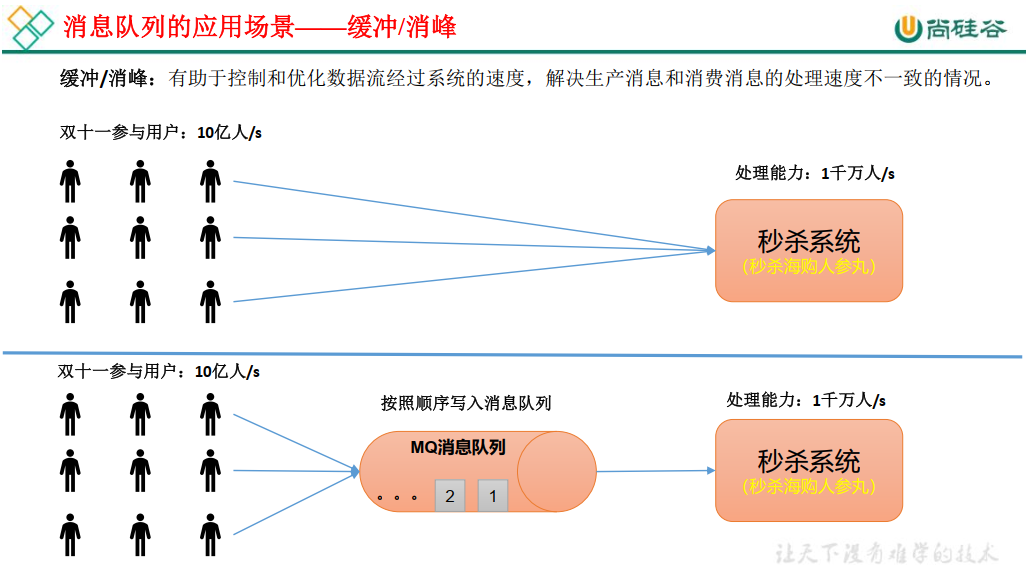 消息队列的应用场景——缓冲/消峰
尚硅谷
缓冲/消峰：有助于控制和优化数据流经过系统的速度，解决生产消息和消费消息的处理速度不一致的情况。
双十一参与用户：10亿人/s
处理能力：1千万人/s
秒杀系统
(秒杀海购人参丸)
双十一参与用户：10亿人/s
按照顺序写入消息队列
处理能力：1千万人/s
MQ消息队列
。。。 2 1
秒杀系统
(秒杀海购人参丸)
让天下没有难学的技术